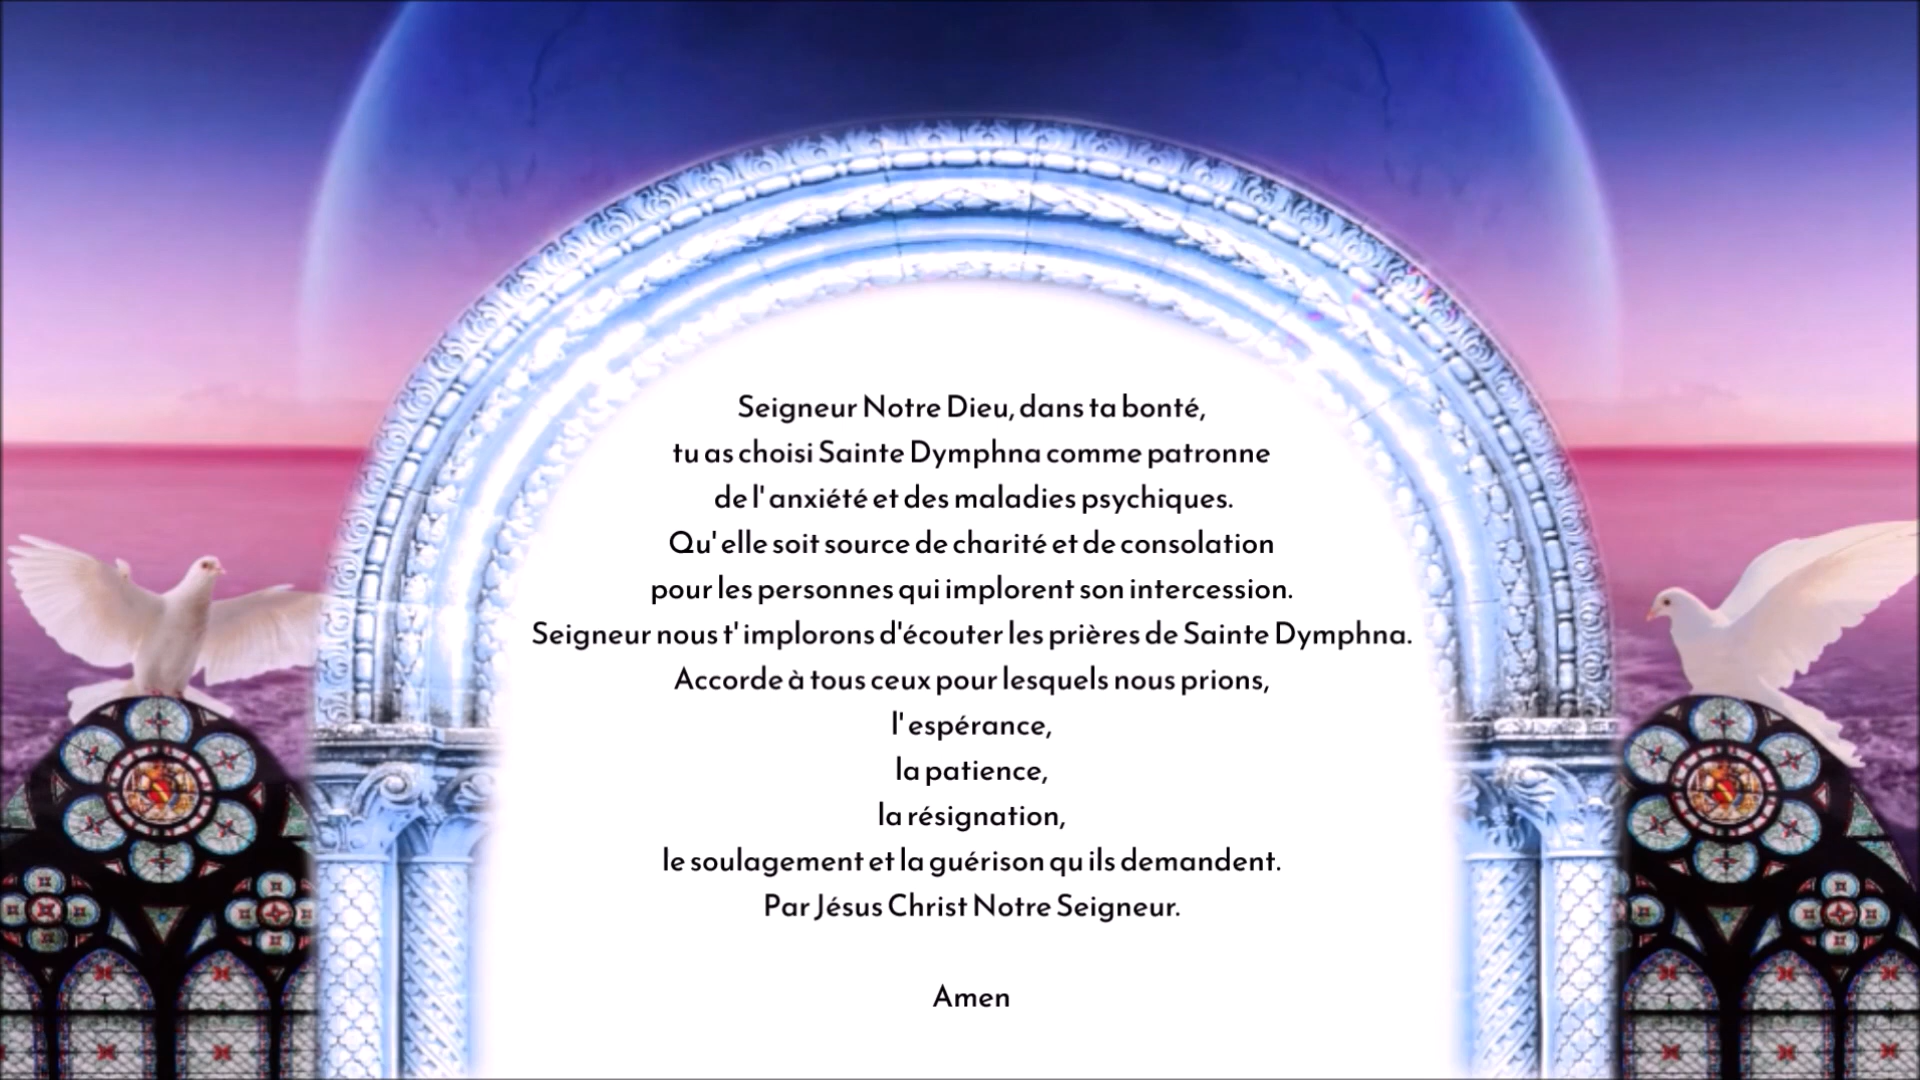 Seigneur Notre Dieu, dans ta bonté,
tu as choisi Sainte Dymphna comme patronne
de l' anxiété et des maladies psychiques.
Qu' elle soit source de charité et de consolation
pour les personnes qui implorent son intercession.
Seigneur nous t' implorons d'écouter les prières de Sainte Dymphna.
Accorde à tous ceux pour lesquels nous prions,
l' espérance,
la patience,
la résignation,
le soulagement et la guérison qu ils demandent.
Par Jésus Christ Notre Seigneur.
Amen